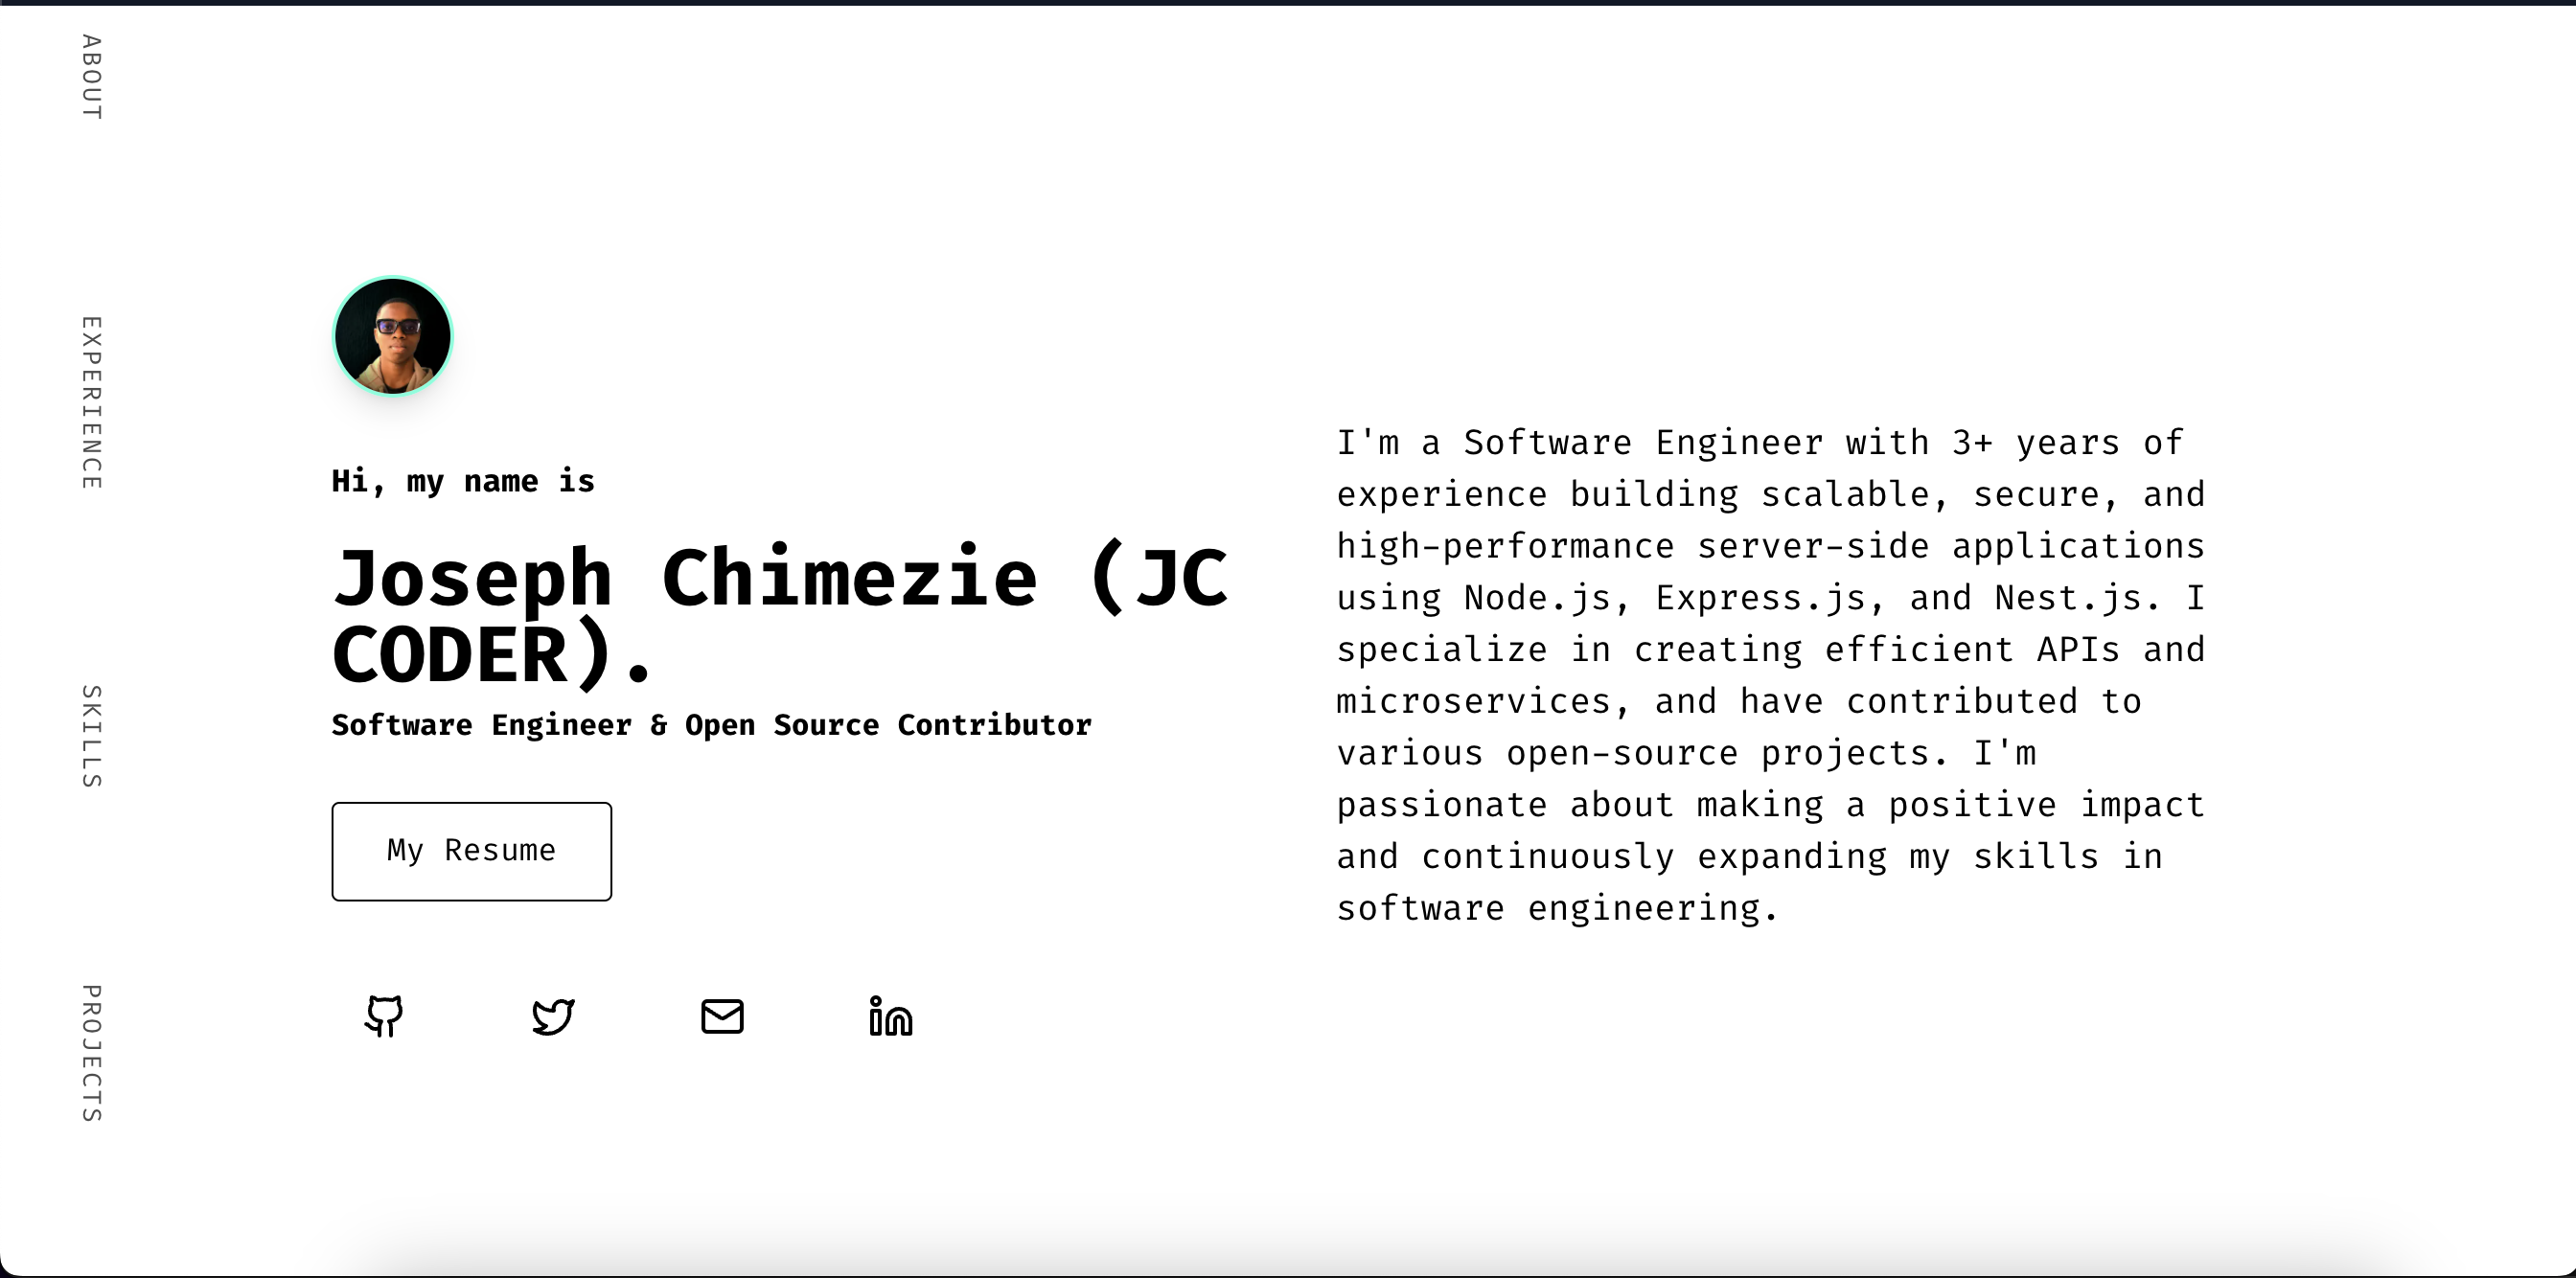 ABOUT
EXPERIENCE
SKILLS
PROJECTS
Hi, my name is
Joseph Chimezie (JC
CODER).
Software Engineer & Open Source Contributor
My Resume
I'm a Software Engineer with 3+ years of
experience building scalable, secure, and
high-performance server-side applications
using Node.js, Express.js, and Nest.js. I
specialize in creating efficient APIs and
microservices, and have contributed to
various open-source projects. I'm
passionate about making a positive impact
and continuously expanding my skills in
software engineering.